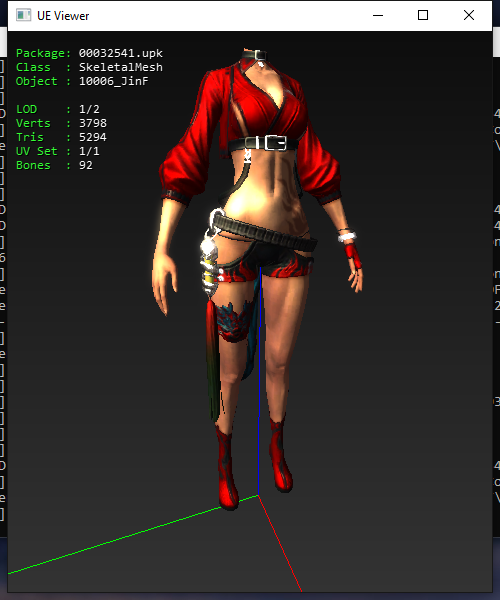 UE Viewer
Package: 00032541.upk
Class : SkeletalMesh
Object : 10006_JinF
LOD : 1/2
Verts : 3798
Tris : 5294
UV Set : 1/1
Bones : 92